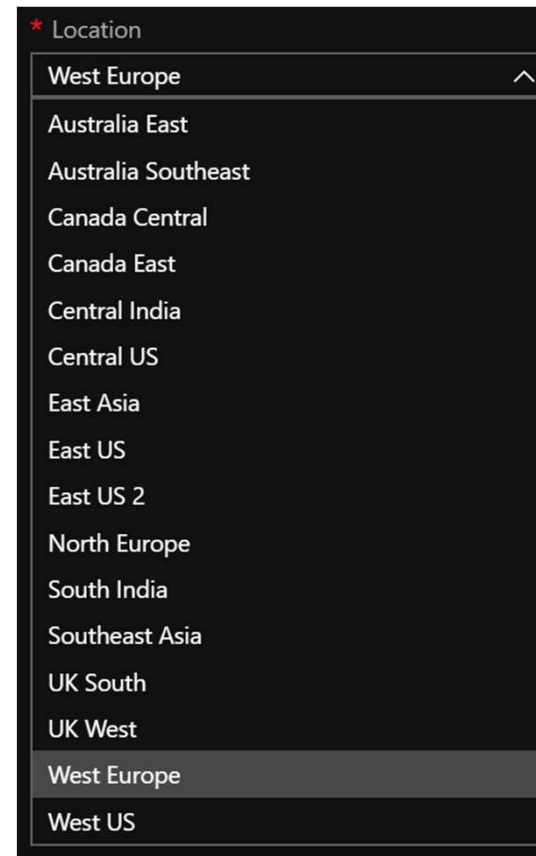 * Location
West Europe
Australia East
Australia Southeast
Canada Central
Canada East
Central India
Central US
East Asia
East US
East US 2
North Europe
South India
Southeast Asia
UK South
UK West
West Europe
West US